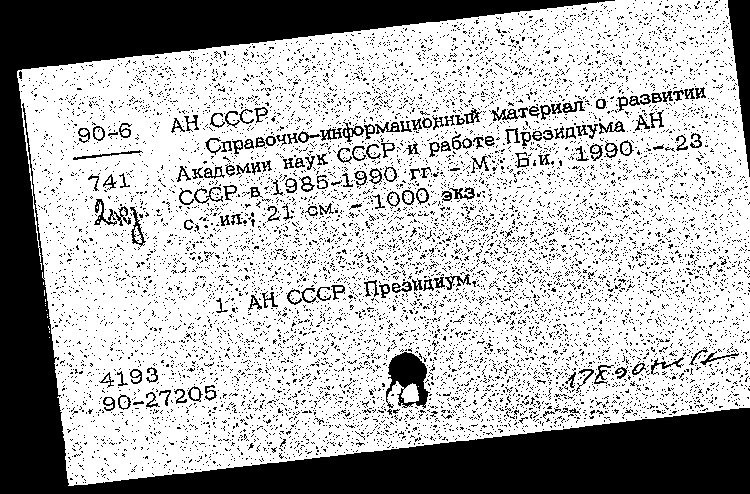 90-6
741
2экз.
АН СССР.
Справочно-информационный материал о развитии
Академии наук СССР и работе Президиума АН
СССР в 1985-1990 гг. - М.: Б.и., 1990. - 23
с.: ил.; 21 см. - 1000 экз.
1. АН СССР. Президиум.
4193
90-27205